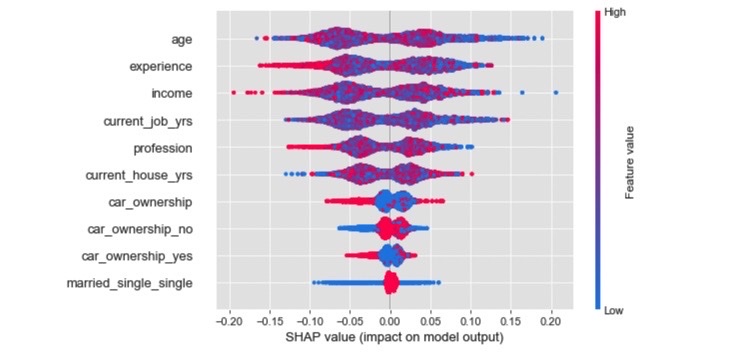 High
age
experience
income
current_job_yrs
profession
current_house_yrs
car_ownership
car_ownership_no
car_ownership_yes
married_single_single
Feature value
Low
−0.20 −0.15 −0.10 −0.05 0.00 0.05 0.10 0.15 0.20
SHAP value (impact on model output)